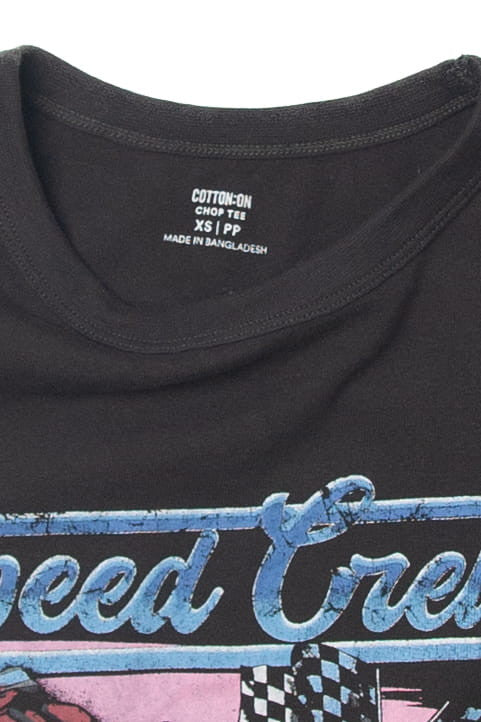 COTTON:ON
CHOP TEE
XS | PP
MADE IN BANGLADESH
peed Cre